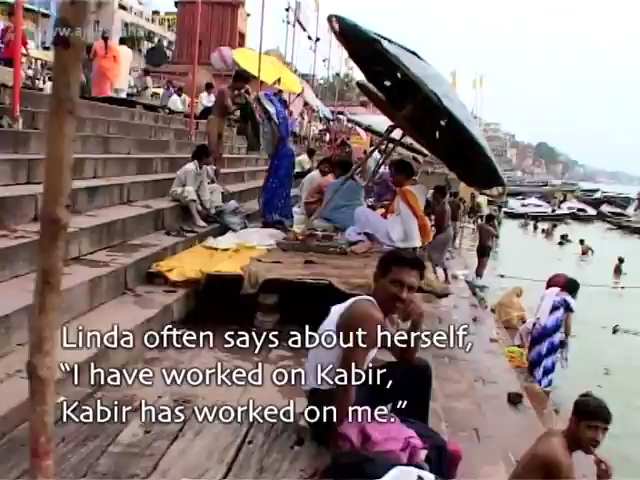 Linda often says about herself,
“I have worked on Kabir,
Kabir has worked on me.”